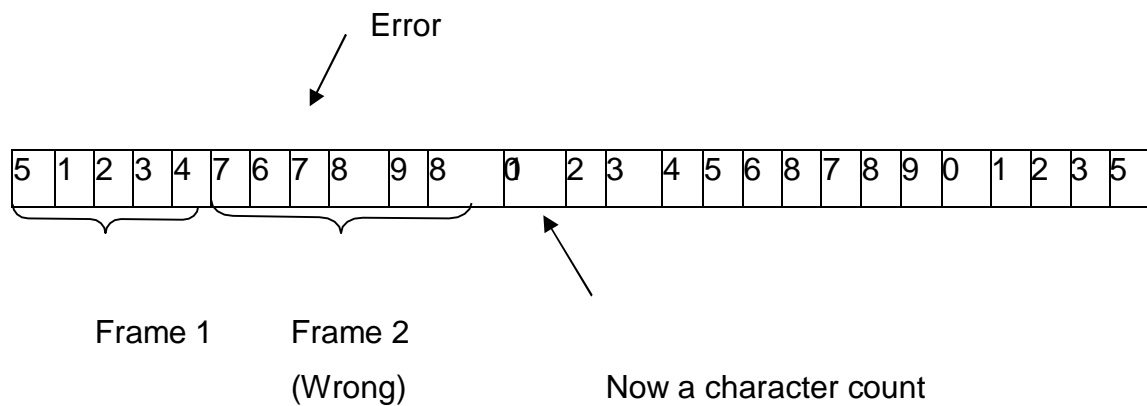 Error
5 1 2 3 4 7 6 7 8 9 8 0 1 2 3 4 5 6 8 7 8 9 0 1 2 3 5
Frame 1 Frame 2
(Wrong) Now a character count